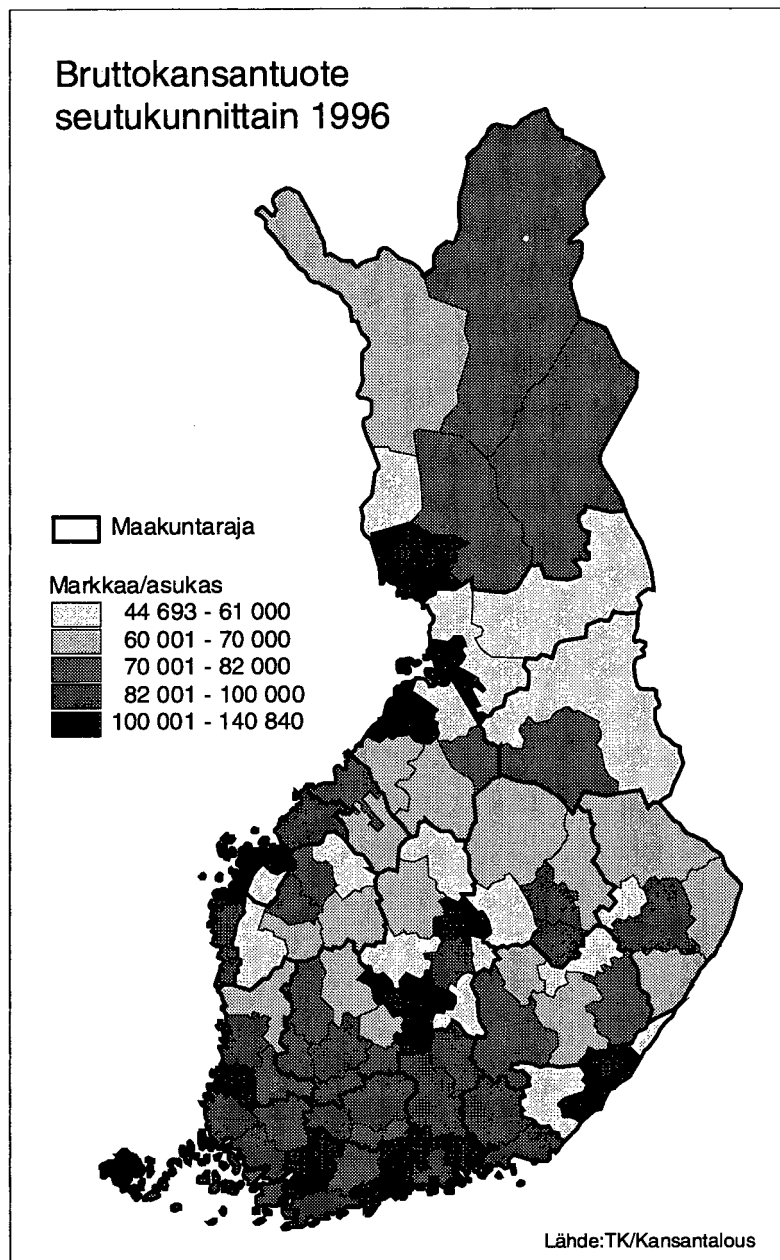 Bruttokansantuote
seutukunnittain 1996
Maakuntaraja
Markkaa/asukas
44 693 - 61 000
60 001 - 70 000
70 001 - 82 000
82 001 - 100 000
100 001 - 140 840
Lähde:TK/Kansantalous